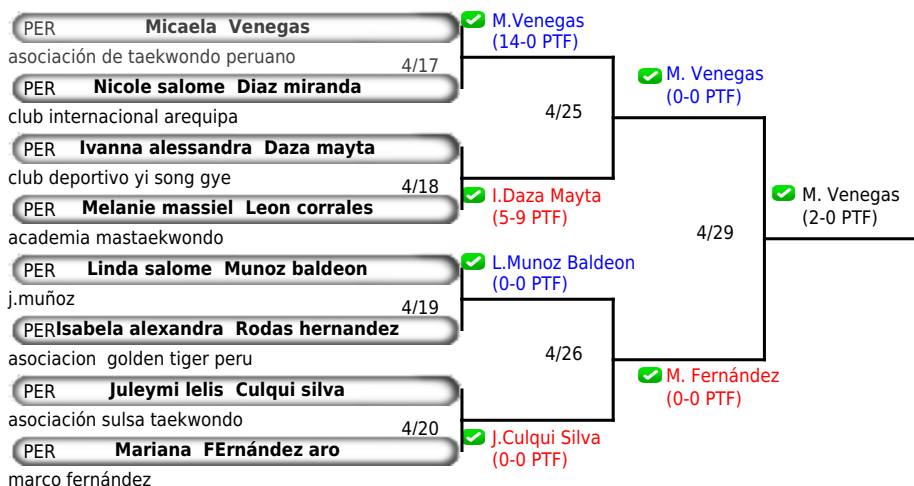 PER Micaela Venegas
asociación de taekwondo peruano
4/17
PER Nicole salome Diaz miranda
club internacional arequipa
PER Ivanna alessandra Daza mayta
club deportivo yi song gye
4/18
PER Melanie massiel Leon corrales
academia mastaekwondo
PER Linda salome Munoz baldeon
j.muñoz
4/19
PER Isabela alexandra Rodas hernandez
asociacion golden tiger peru
PER Juleymi lelis Culqui silva
asociación sulsa taekwondo
4/20
PER Mariana FErnández aro
marco fernández
M.Venegas
(14-0 PTF)
4/25
I.Daza Mayta
(5-9 PTF)
L.Munoz Baldeon
(0-0 PTF)
4/26
J.Culqui Silva
(0-0 PTF)
M. Venegas
(0-0 PTF)
4/29
M. Fernández
(0-0 PTF)
M. Venegas
(2-0 PTF)